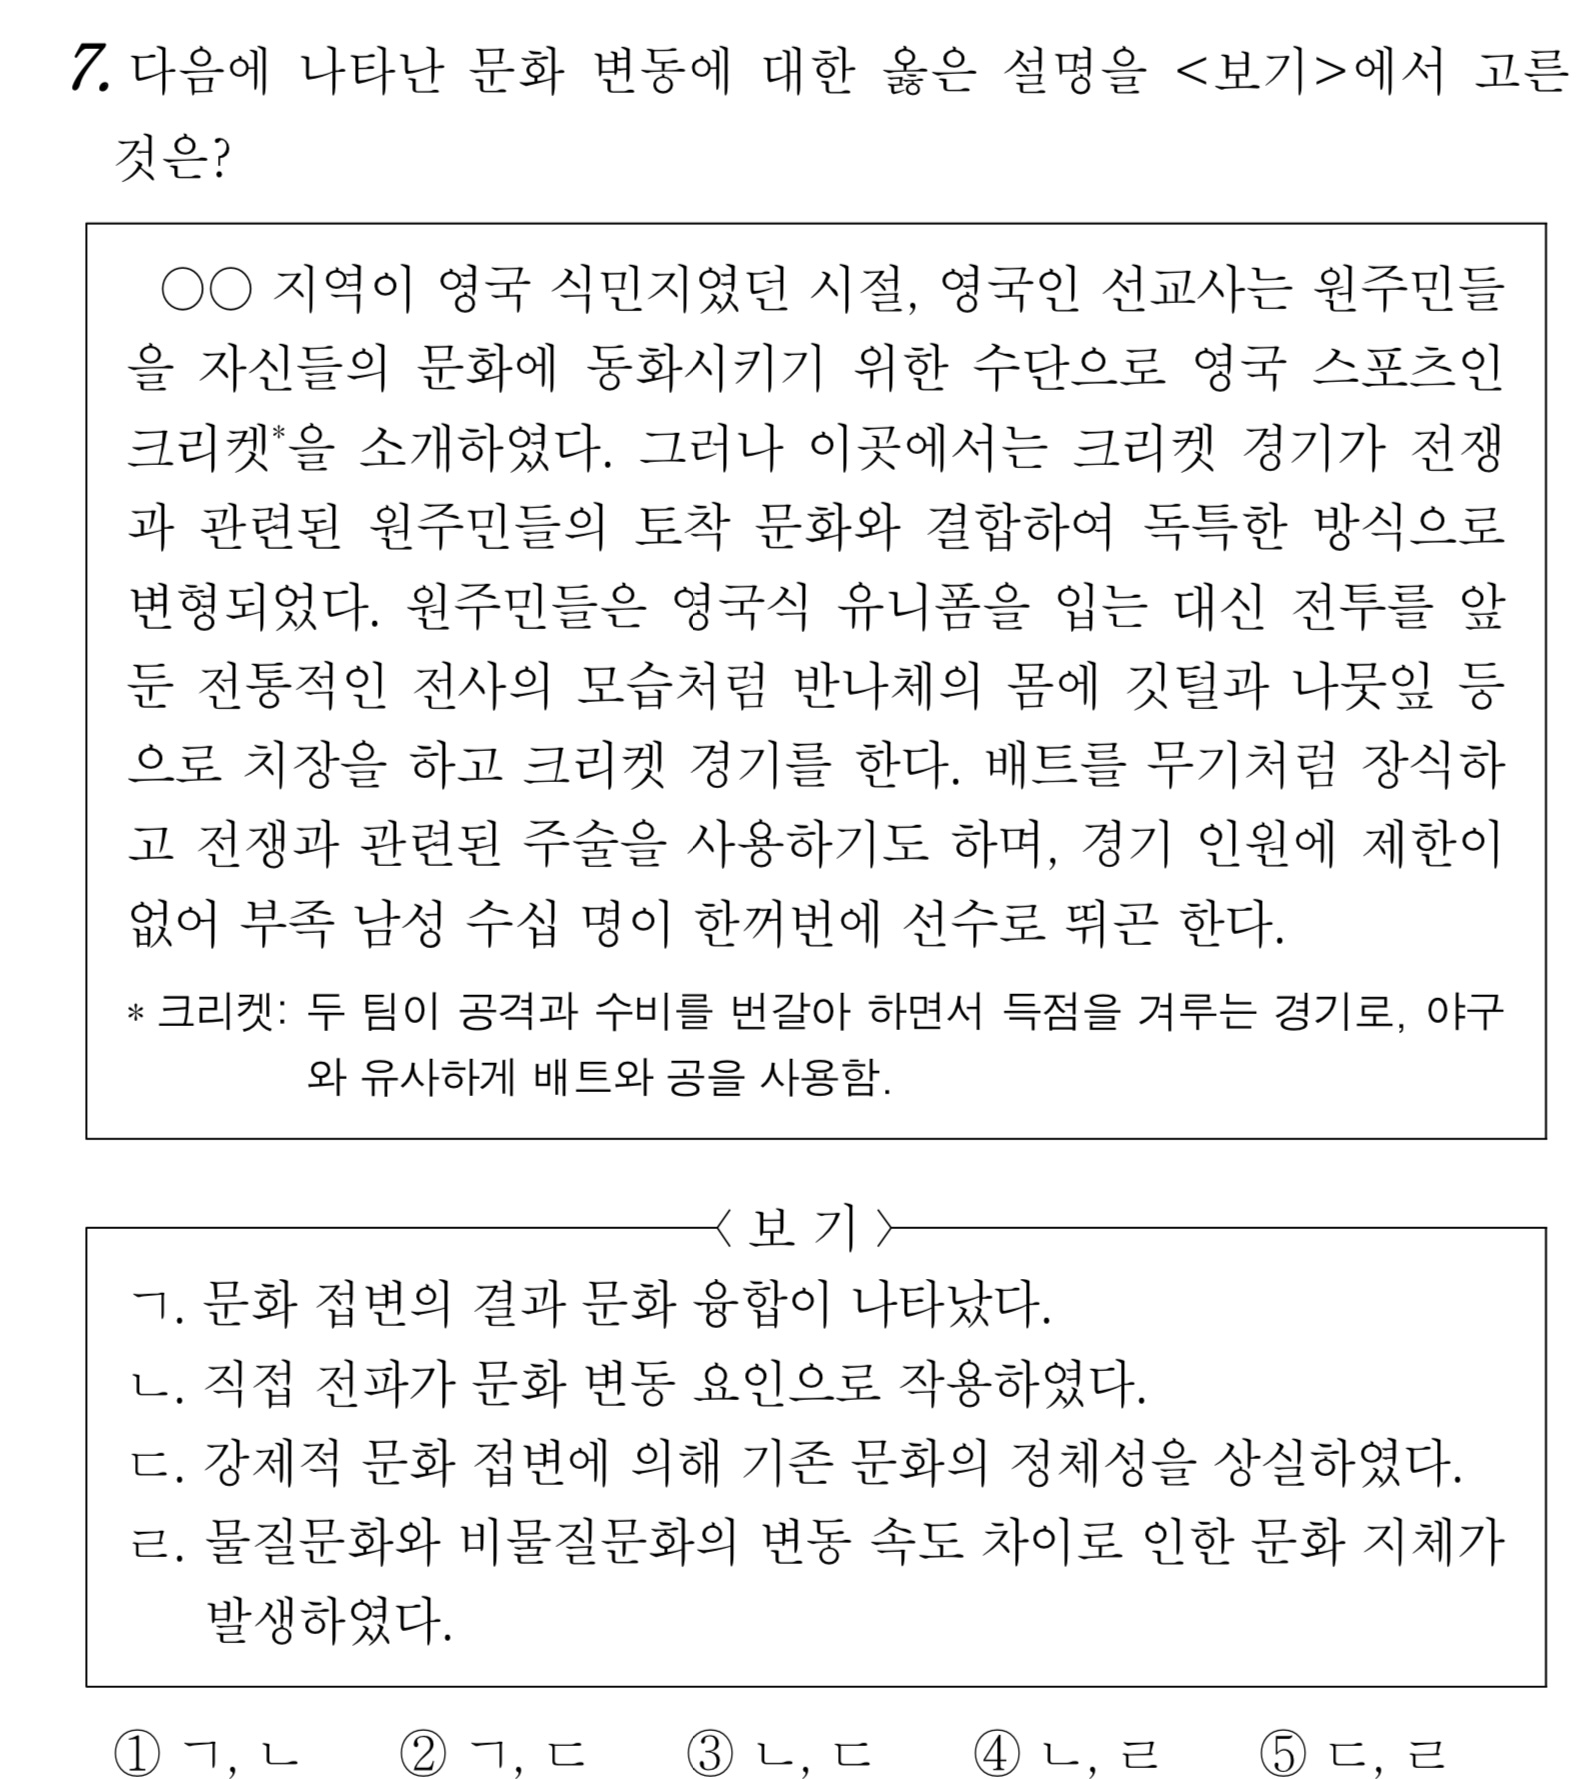 7. 다음에 나타난 문화 변동에 대한 옳은 설명을 <보기>에서 고른
것은?
○○ 지역이 영국 식민지였던 시절, 영국인 선교사는 원주민들
을 자신들의 문화에 동화시키기 위한 수단으로 영국 스포츠인
크리켓*을 소개하였다. 그러나 이곳에서는 크리켓 경기가 전쟁
과 관련된 원주민들의 토착 문화와 결합하여 독특한 방식으로
변형되었다. 원주민들은 영국식 유니폼을 입는 대신 전투를 앞
둔 전통적인 전사의 모습처럼 반나체의 몸에 깃털과 나뭇잎 등
으로 치장을 하고 크리켓 경기를 한다. 배트를 무기처럼 장식하
고 전쟁과 관련된 주술을 사용하기도 하며, 경기 인원에 제한이
없어 부족 남성 수십 명이 한꺼번에 선수로 뛰곤 한다.
* 크리켓: 두 팀이 공격과 수비를 번갈아 하면서 득점을 겨루는 경기로, 야구
와 유사하게 배트와 공을 사용함.
〈 보 기 〉
ㄱ. 문화 접변의 결과 문화 융합이 나타났다.
ㄴ. 직접 전파가 문화 변동 요인으로 작용하였다.
ㄷ. 강제적 문화 접변에 의해 기존 문화의 정체성을 상실하였다.
ㄹ. 물질문화와 비물질문화의 변동 속도 차이로 인한 문화 지체가
발생하였다.
① ㄱ, ㄴ ② ㄱ, ㄷ ③ ㄴ, ㄷ ④ ㄴ, ㄹ ⑤ ㄷ, ㄹ